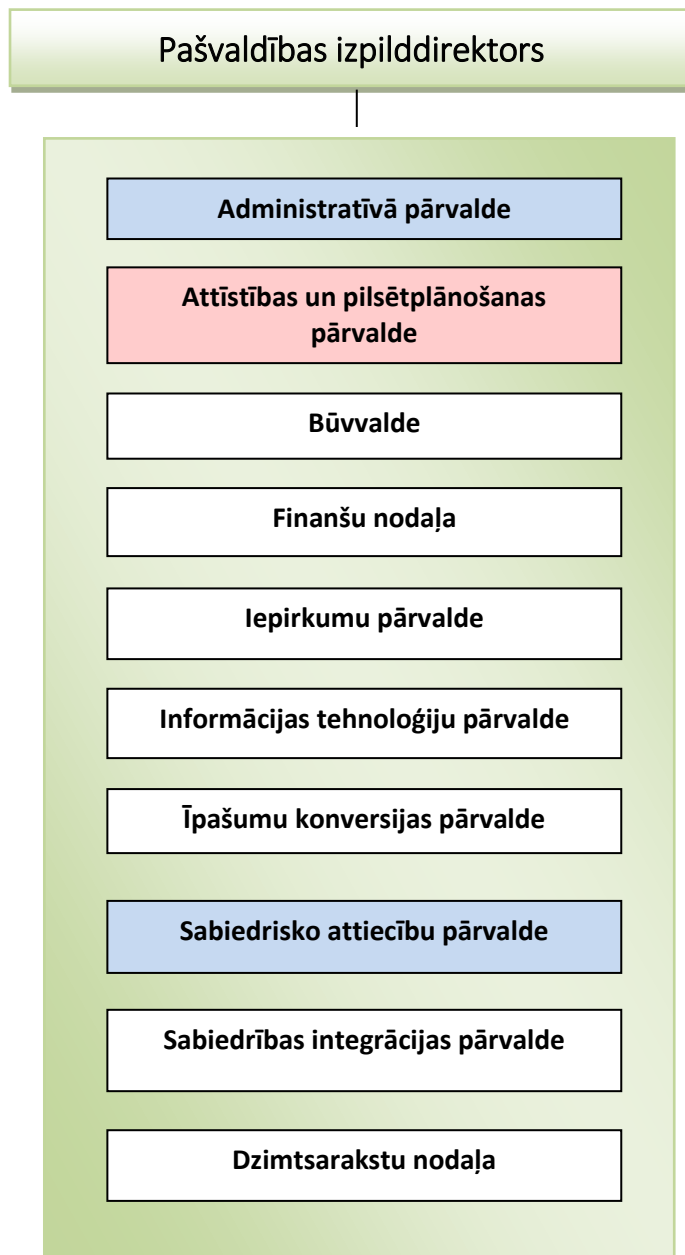 Pašvaldības izpilddirektors
Administratīvā pārvalde
Attīstības un pilsētplānošanas
pārvalde
Būvvalde
Finanšu nodaļa
Iepirkumu pārvalde
Informācijas tehnoloģiju pārvalde
Īpašumu konversijas pārvalde
Sabiedrisko attiecību pārvalde
Sabiedrības integrācijas pārvalde
Dzimtsarakstu nodaļa